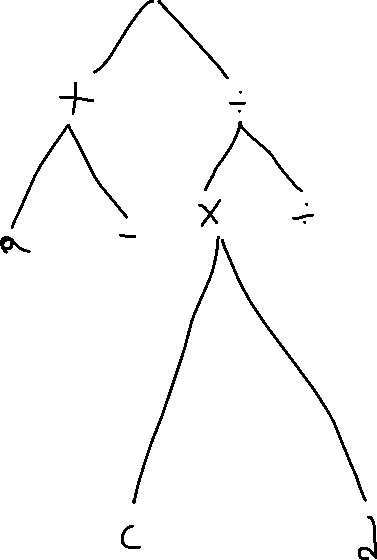 + ÷
a - × ÷
c 2